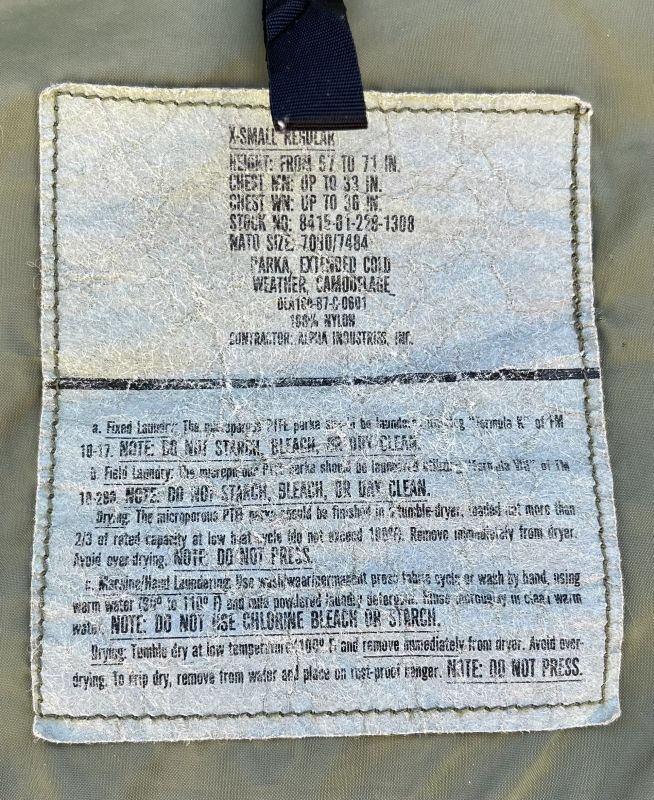 X-SMALL REGULAR
HEIGHT: FROM 67 TO 71 IN.
CHEST WN: UP TO 33 IN.
CHEST WN: UP TO 36 IN.
STOCK NO: 8415-01-228-1308
NATO SIZE: 7080/7484
PARKA, EXTENDED COLD
WEATHER, CAMOUFLAGE
DLA100-87-C-0601
100% NYLON
CONTRACTOR: ALPHA INDUSTRIES, INC.
a. Fixed Laundry: The microporous PTFE parka should be laundered "Formula K" of FM
10-17. NOTE: DO NOT STARCH, BLEACH, OR DRY CLEAN.
b. Field Laundry: The microporous PTFE parka should be laundered utilizing "Formula" of TM
10-280. NOTE: DO NOT STARCH, BLEACH, OR DRY CLEAN.
Drying: The microporous PTFE parka should be finished in a tumble-dryer, loaded not more than
2/3 of rated capacity at low heat cycle (do not exceed). Remove immediately from dryer.
Avoid over drying. NOTE: DO NOT PRESS.
c. Machine/Hand Laundering: Use wash/wear/permanent press fabric cycle or wash by hand, using
warm water (90° to 110° F) and mild powdered laundry detergent. Rinse thoroughly in clean warm
water. NOTE: DO NOT USE CHLORINE BLEACH OR STARCH.
Drying: Tumble dry at low temperature and remove immediately from dryer. Avoid over-
drying. To drip dry, remove from water and place on rust-proof hanger. NOTE: DO NOT PRESS.